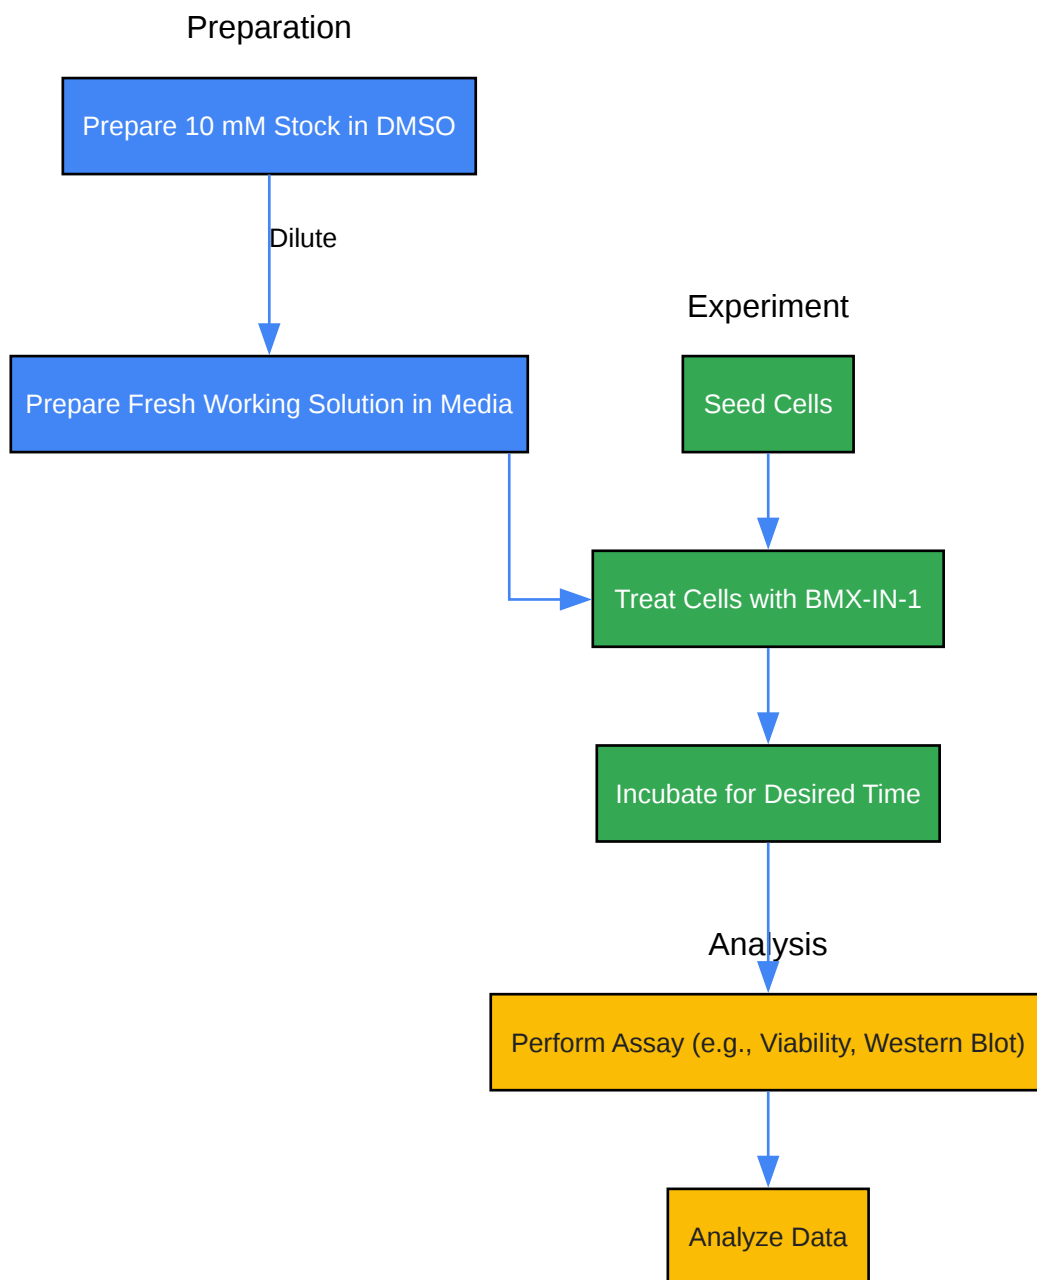 Preparation
Prepare 10 mM Stock in DMSO
Dilute
Experiment
Prepare Fresh Working Solution in Media
Seed Cells
Treat Cells with BMX-IN-1
Incubate for Desired Time
Analysis
Perform Assay (e.g., Viability, Western Blot)
Analyze Data